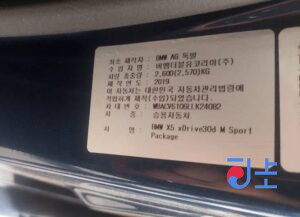 최초 제작자 : BMW AG 독일
수 입 자 명 : 비엠더블유코리아(주)
차량 총중량 : 2,600(2,570)KG
제 작 년 도 : 2019
이 자동차는 대한민국 자동차관리법령에
적합하게 제작(수입)되었습니다.
차 대 번 호 :
차 종 : 승용자동차
차 명 : BMW X5 xDrive30d M Sport
Package